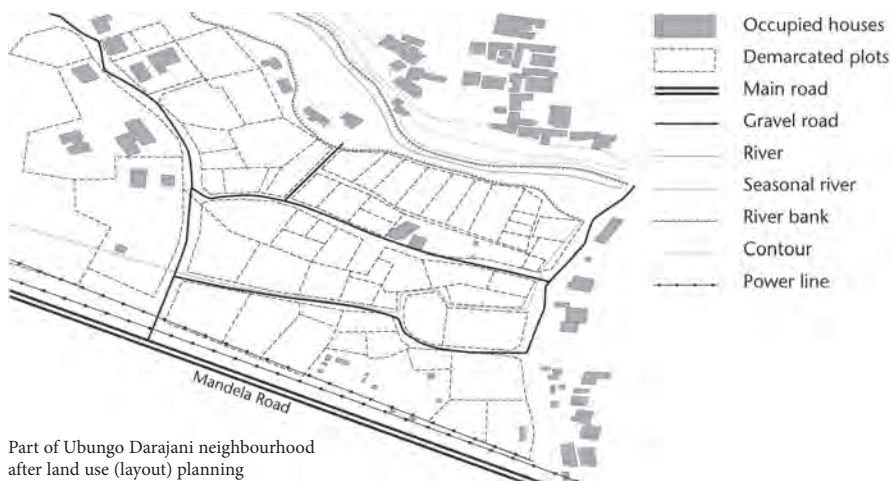 Occupied houses
Demarcated plots
Main road
Gravel road
River
Seasonal river
River bank
Contour
Power line
Mandela Road
Part of Ubungo Darajani neighbourhood
after land use (layout) planning